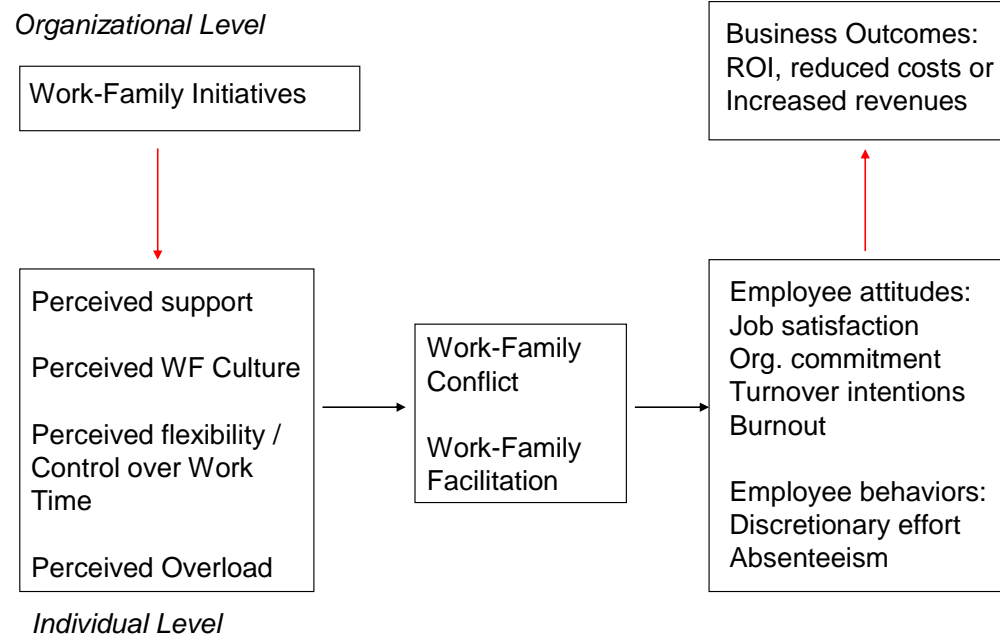 Organizational Level
Work-Family Initiatives
Business Outcomes:
ROI, reduced costs or
Increased revenues
Perceived support
Perceived WF Culture
Perceived flexibility /
Control over Work
Time
Perceived Overload
Work-Family
Conflict
Work-Family
Facilitation
Employee attitudes:
Job satisfaction
Org. commitment
Turnover intentions
Burnout
Employee behaviors:
Discretionary effort
Absenteeism
Individual Level